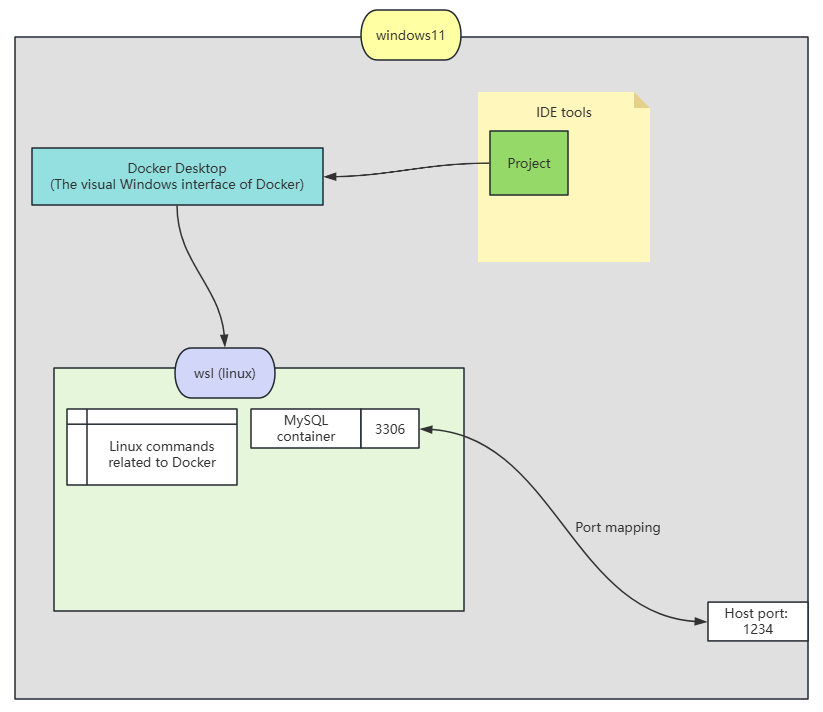 windows11
IDE tools
Project
Docker Desktop
(The visual Windows interface of Docker)
wsl (linux)
Linux commands
related to Docker
MySQL
container
3306
Port mapping
Host port:
1234